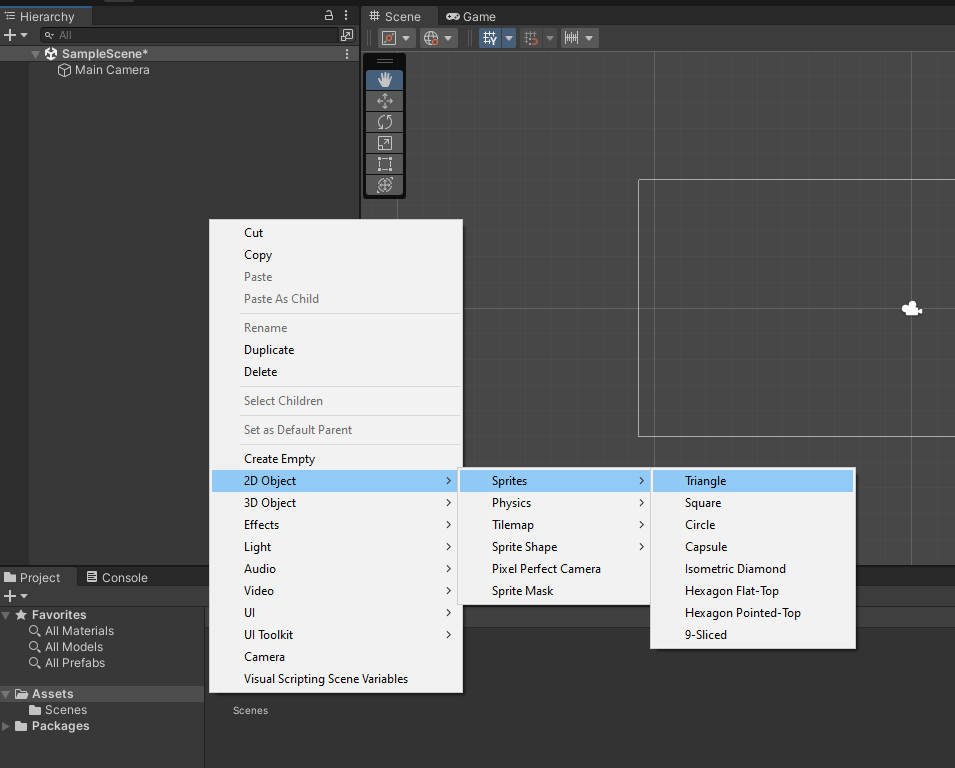 Hierarchy
Scene
Game
All
SampleScene*
Main Camera
Cut
Copy
Paste
Paste As Child
Rename
Duplicate
Delete
Select Children
Set as Default Parent
Create Empty
2D Object
3D Object
Effects
Light
Audio
Video
UI
UI Toolkit
Camera
Visual Scripting Scene Variables
Sprites
Physics
Tilemap
Sprite Shape
Pixel Perfect Camera
Sprite Mask
Triangle
Square
Circle
Capsule
Isometric Diamond
Hexagon Flat-Top
Hexagon Pointed-Top
9-Sliced
Project
Console
Favorites
All Materials
All Models
All Prefabs
Assets
Scenes
Packages
Scenes